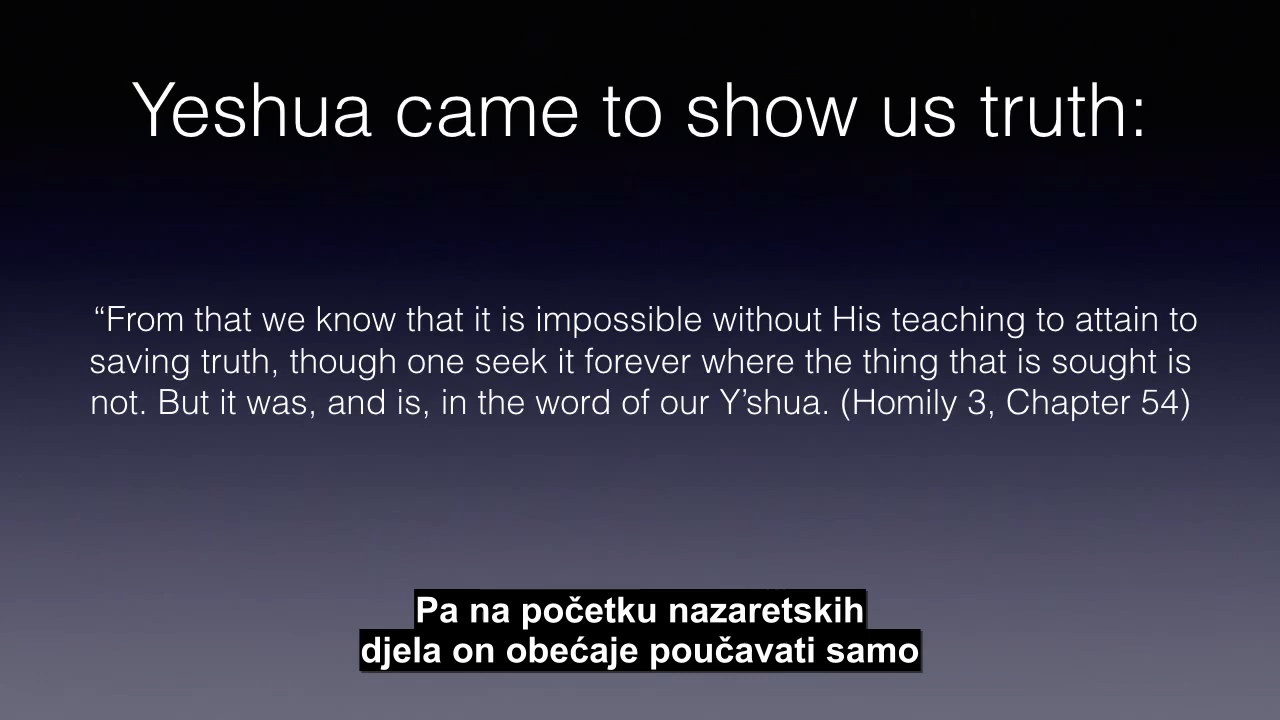 Yeshua came to show us truth:
“From that we know that it is impossible without His teaching to attain to
saving truth, though one seek it forever where the thing that is sought is
not. But it was, and is, in the word of our Y’shua. (Homily 3, Chapter 54)
Pa na početku nazaretskih
djela on obećaje poučavati samo